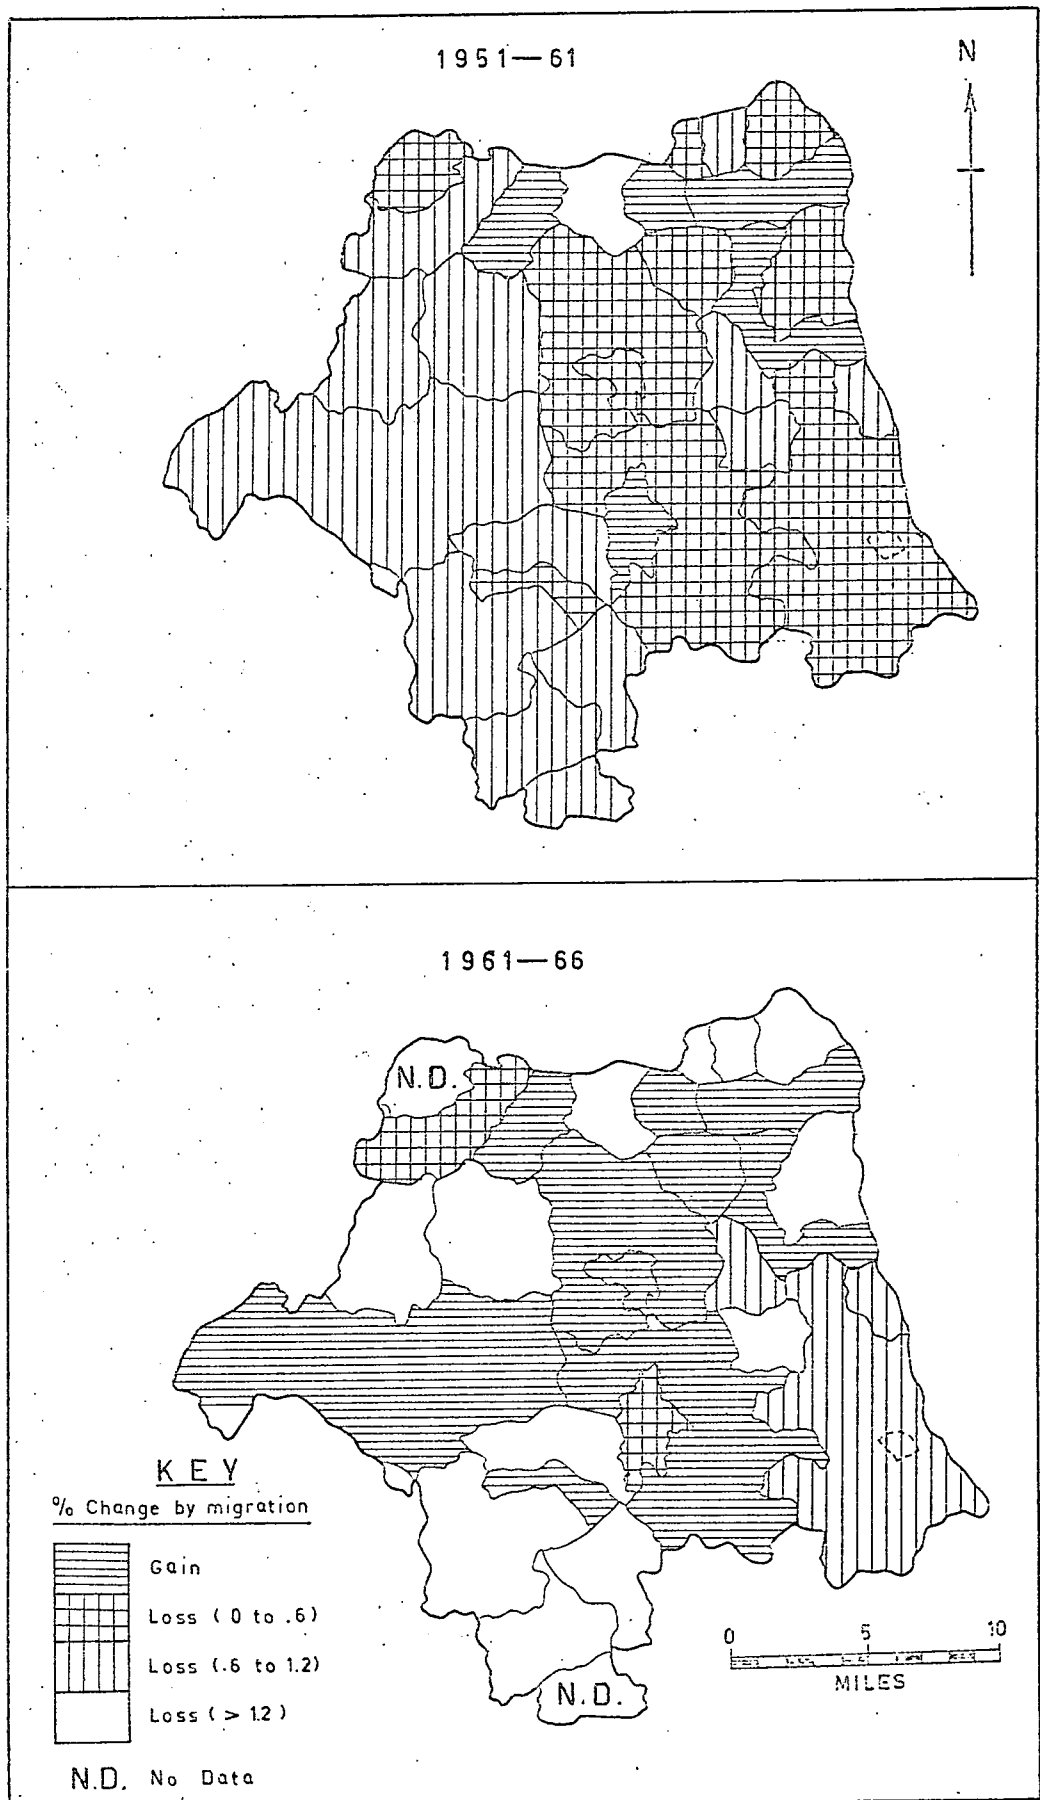 1951—61
N
1961—66
N.D.
KEY
% Change by migration
Gain
Loss ( 0 to .6)
Loss (.6 to 1.2)
Loss ( > 1.2 )
N.D. No Data
0 5 10
MILES
N.D.